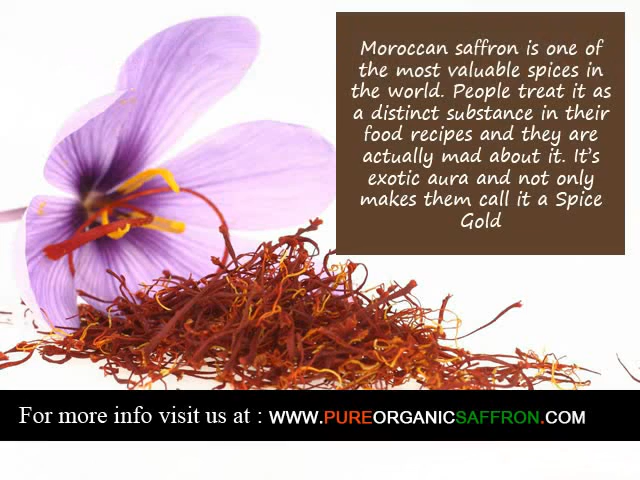 Moroccan saffron is one of
the most valuable spices in
the world. People treat it as
a distinct substance in their
food recipes and they are
actually mad about it. It's
exotic aura and not only
makes them call it a Spice
Gold
For more info visit us at : WWW.PUREORGANICSAFFRON.COM